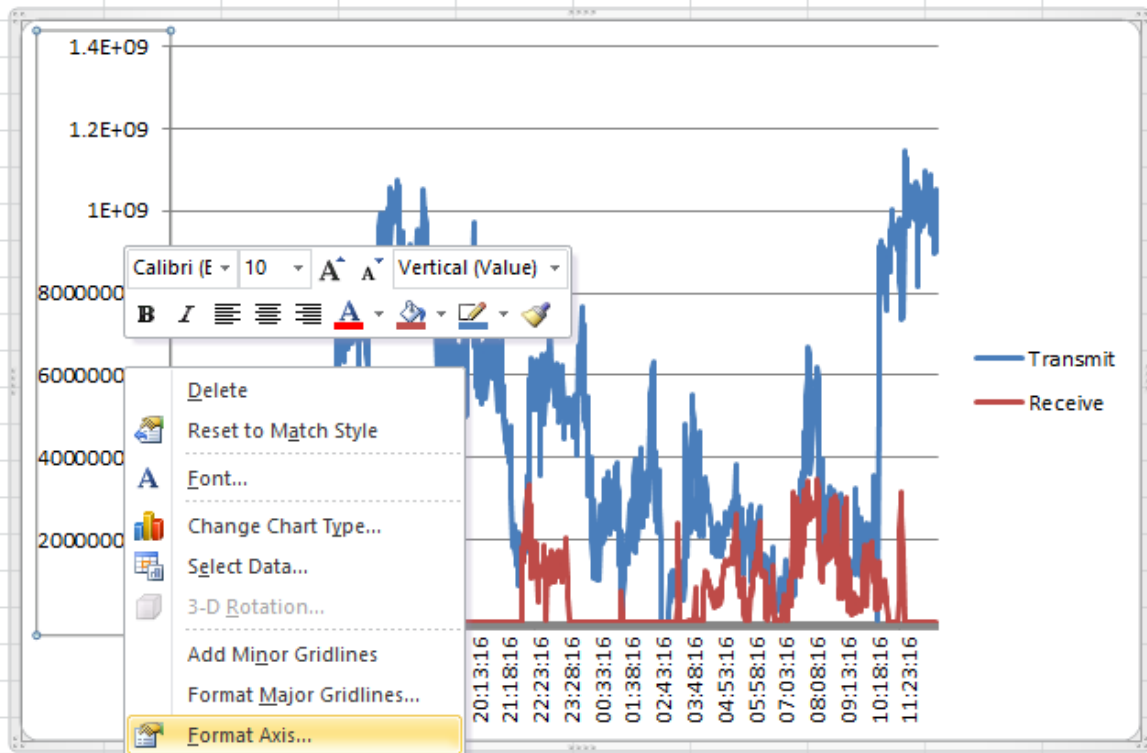 1.4E+09
1.2E+09
1E+09
Calibri (E 10 A A Vertical (Value)
B I A
8000000
6000000
4000000
2000000
Delete
Reset to Match Style
A Font...
Change Chart Type...
Select Data...
3-D Rotation...
Add Minor Gridlines
Format Major Gridlines...
Format Axis...
20:13:16
21:18:16
22:23:16
23:28:16
00:33:16
01:38:16
02:43:16
03:48:16
04:53:16
05:58:16
07:03:16
08:08:16
09:13:16
10:18:16
11:23:16
Transmit
Receive